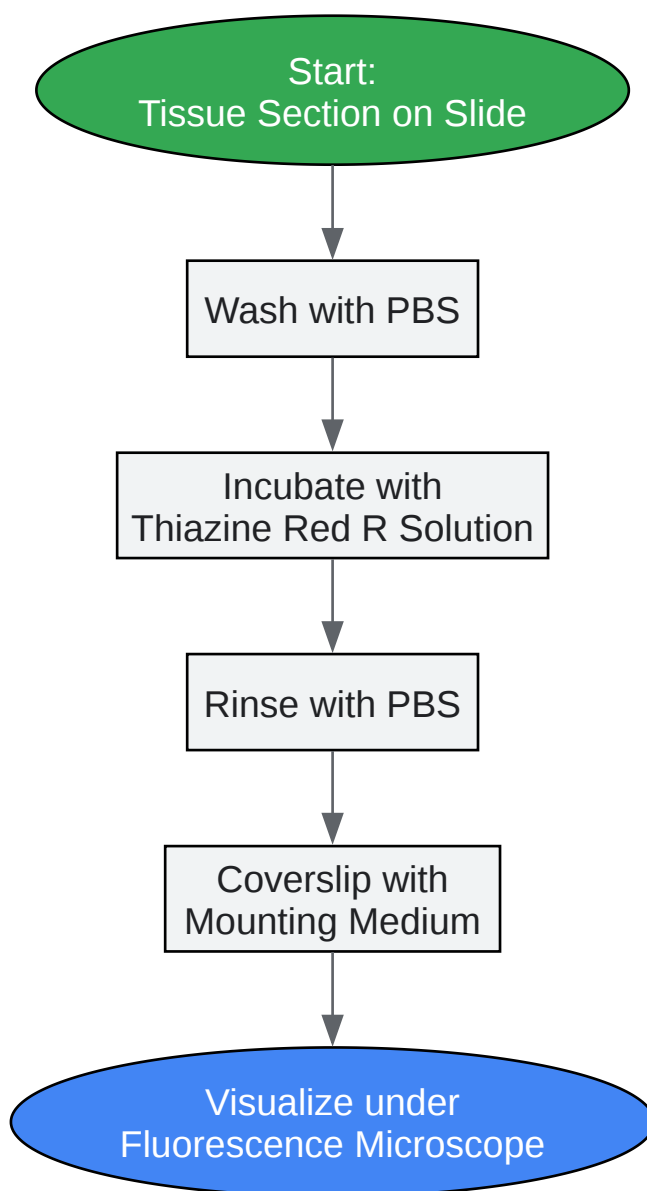 Start:
Tissue Section on Slide
Wash with PBS
Incubate with
Thiazine Red R Solution
Rinse with PBS
Coverslip with
Mounting Medium
Visualize under
Fluorescence Microscope